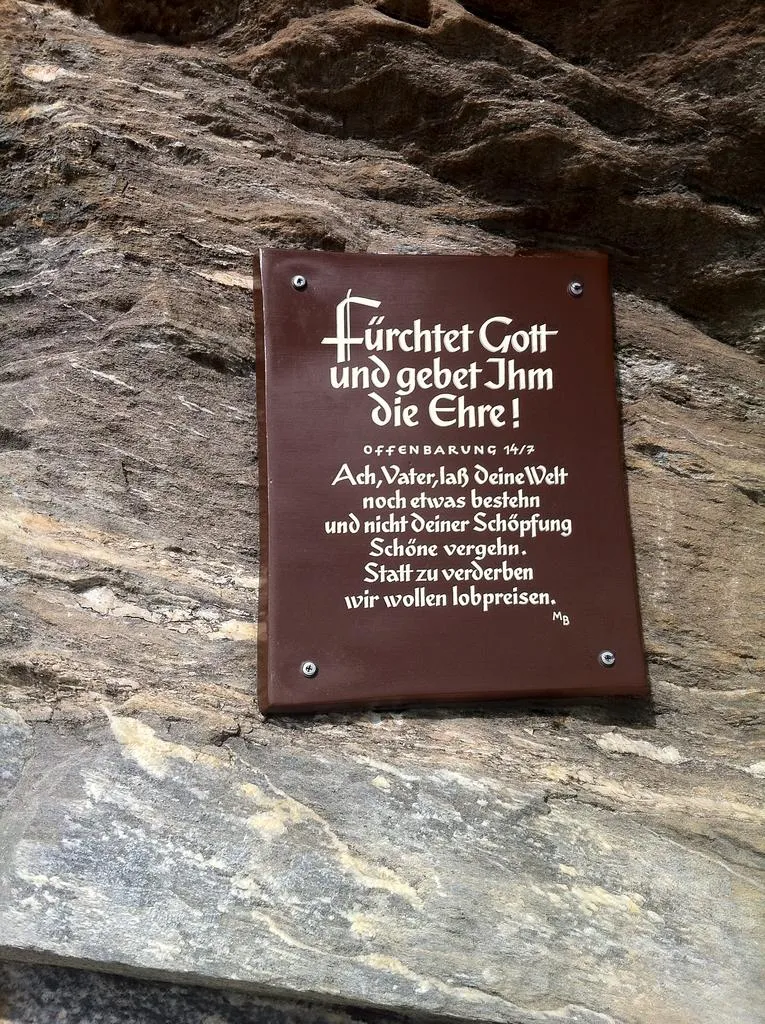 Fürchtet Gott
und gebet Ihm
die Ehre!
OFFENBARUNG 14/7
Ach, Vater, laß deine Welt
noch etwas bestehn
und nicht deiner Schöpfung
Schöne vergehn.
Statt zu verderben
wir wollen lobpreisen.
MB